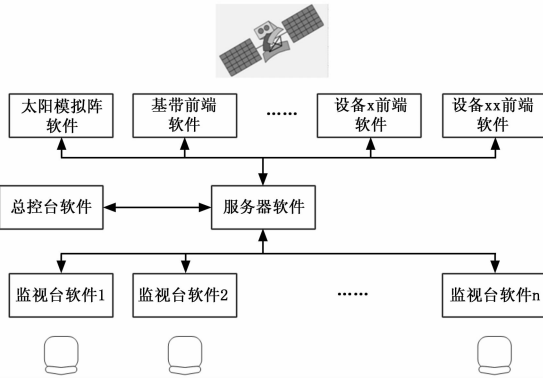 太阳模拟阵
软件
基带前端
软件
……
设备x前端
软件
设备xx前端
软件
总控台软件
服务器软件
监视台软件1
监视台软件2
……
监视台软件n